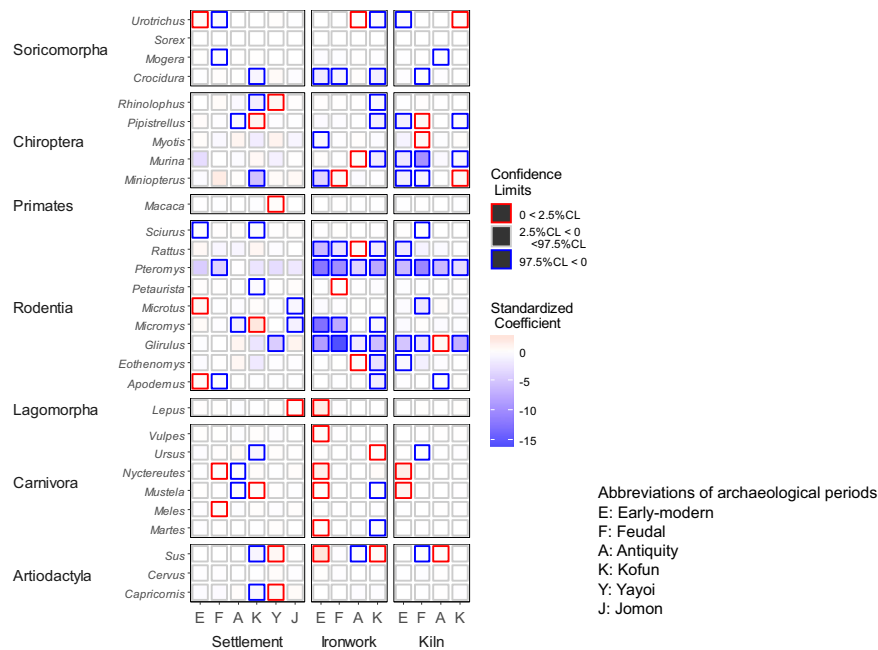 Soricomorpha
Urotrichus
Sorex
Mogera
Crocidura
Chiroptera
Rhinolophus
Pipistrellus
Myotis
Murina
Miniopterus
Primates
Macaca
Rodentia
Sciurus
Rattus
Pteromys
Petaurista
Microtus
Micromys
Glirulus
Eothenomys
Apodemus
Lagomorpha
Lepus
Carnivora
Vulpes
Ursus
Nyctereutes
Mustela
Meles
Martes
Artiodactyla
Sus
Cervus
Capricornis
E F A K Y J E F A K E F A K
Settlement Ironwork Kiln
Confidence
Limits
0 < 2.5%CL
2.5%CL < 0
<97.5%CL
97.5%CL < 0
Standardized
Coefficient
0
-5
-10
-15
Abbreviations of archaeological periods
E: Early-modern
F: Feudal
A: Antiquity
K: Kofun
Y: Yayoi
J: Jomon